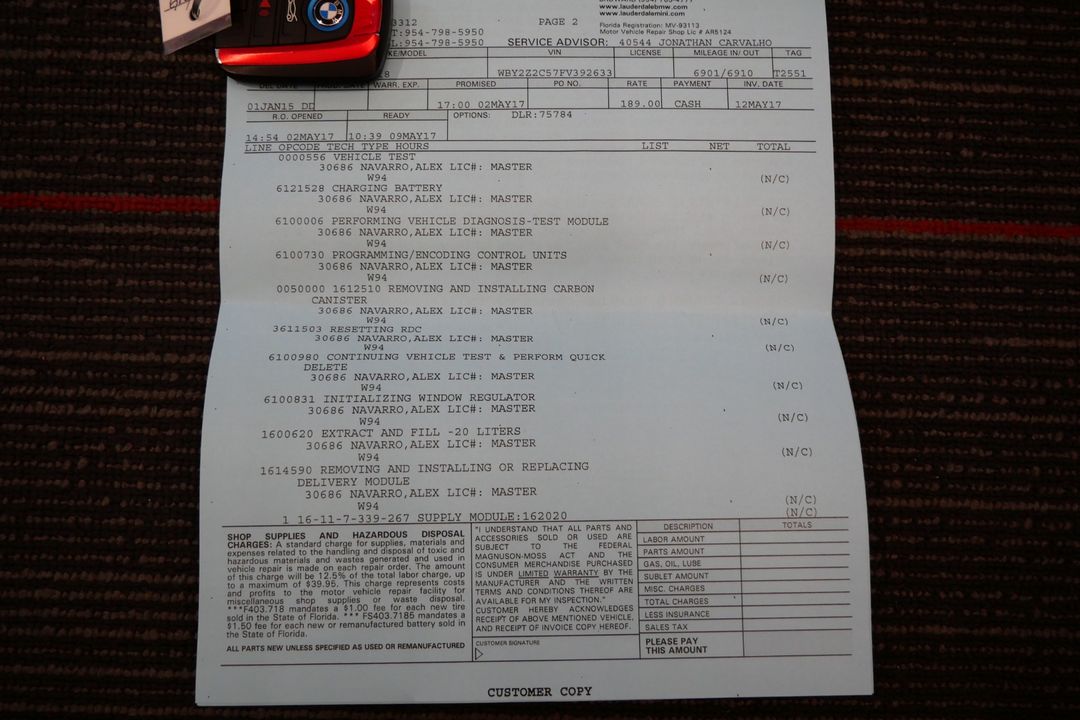 www.lauderdalebmw.com
www.lauderdalemini.com
3312
PAGE 2
Florida Registration: MV-93113
Motor Vehicle Repair Shop Lic # AR5124
T:954-798-5950
L:954-798-5950
SERVICE ADVISOR: 40544 JONATHAN CARVALHO
KE/MODEL VIN LICENSE MILEAGE IN/ OUT TAG
18 WBY2Z2C57FV392633 6901/6910 T2551
DEL. DATE PROD. DATE WARR. EXP. PROMISED PO NO. RATE PAYMENT INV. DATE
01JAN15 DD 17:00 02MAY17 189.00 CASH 12MAY17
R.O. OPENED READY OPTIONS: DLR:75784
14:54 02MAY17 10:39 09MAY17
LINE OPCODE TECH TYPE HOURS LIST NET TOTAL
0000556 VEHICLE TEST
30686 NAVARRO,ALEX LIC#: MASTER
W94 (N/C)
6121528 CHARGING BATTERY
30686 NAVARRO,ALEX LIC#: MASTER
W94 (N/C)
6100006 PERFORMING VEHICLE DIAGNOSIS-TEST MODULE
30686 NAVARRO,ALEX LIC#: MASTER
W94 (N/C)
6100730 PROGRAMMING/ENCODING CONTROL UNITS
30686 NAVARRO,ALEX LIC#: MASTER
W94 (N/C)
0050000 1612510 REMOVING AND INSTALLING CARBON
CANISTER
30686 NAVARRO,ALEX LIC#: MASTER
W94 (N/C)
3611503 RESETTING RDC
30686 NAVARRO,ALEX LIC#: MASTER
W94 (N/C)
6100980 CONTINUING VEHICLE TEST & PERFORM QUICK
DELETE
30686 NAVARRO,ALEX LIC#: MASTER
W94 (N/C)
6100831 INITIALIZING WINDOW REGULATOR
30686 NAVARRO,ALEX LIC#: MASTER
W94 (N/C)
1600620 EXTRACT AND FILL -20 LITERS
30686 NAVARRO,ALEX LIC#: MASTER
W94 (N/C)
1614590 REMOVING AND INSTALLING OR REPLACING
DELIVERY MODULE
30686 NAVARRO,ALEX LIC#: MASTER
W94 (N/C)
1 16-11-7-339-267 SUPPLY MODULE:162020 (N/C)
SHOP SUPPLIES AND HAZARDOUS DISPOSAL
CHARGES: A standard charge for supplies, materials and
expenses related to the handling and disposal of toxic and
hazardous materials and wastes generated and used in
vehicle repair is made on each repair order. The amount
of this charge will be 12.5% of the total labor charge, up
to a maximum of $39.95. This charge represents costs
and profits to the motor vehicle repair facility for
miscellaneous shop supplies or waste disposal.
***F403.718 mandates a $1.00 fee for each new tire
sold in the State of Florida. *** FS403.7185 mandates a
$1.50 fee for each new or remanufactured battery sold in
the State of Florida.
ALL PARTS NEW UNLESS SPECIFIED AS USED OR REMANUFACTURED
"I UNDERSTAND THAT ALL PARTS AND
ACCESSORIES SOLD OR USED ARE
SUBJECT TO THE FEDERAL
MAGNUSON-MOSS ACT AND THE
CONSUMER MERCHANDISE PURCHASED
IS UNDER LIMITED WARRANTY BY THE
MANUFACTURER AND THE WRITTEN
TERMS AND CONDITIONS THEREOF ARE
AVAILABLE FOR MY INSPECTION."
CUSTOMER HEREBY ACKNOWLEDGES
RECEIPT OF ABOVE MENTIONED VEHICLE,
AND RECEIPT OF INVOICE COPY HEREOF.
CUSTOMER SIGNATURE
DESCRIPTION TOTALS
LABOR AMOUNT
PARTS AMOUNT
GAS, OIL, LUBE
SUBLET AMOUNT
MISC. CHARGES
TOTAL CHARGES
LESS INSURANCE
SALES TAX
PLEASE PAY
THIS AMOUNT
CUSTOMER COPY